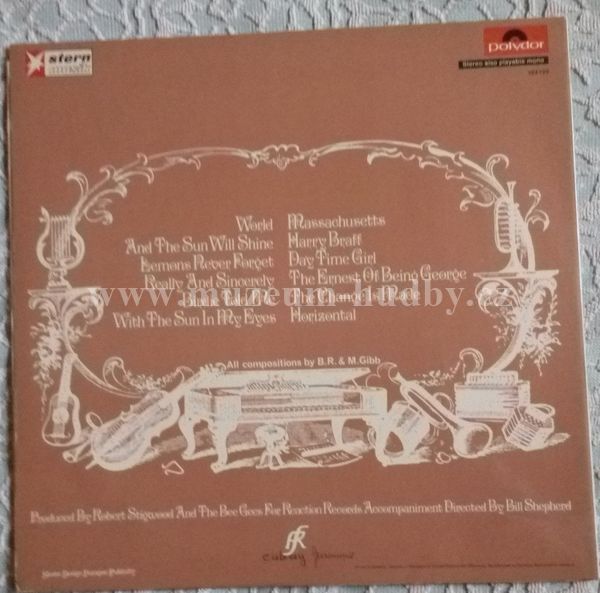 stern
musik
polydor
Stereo also playable mono
World
And The Sun Will Shine
Lemons Never Forget
Really And Sincerely
With The Sun In My Eyes
Massachusetts
Harry Braff
Day Time Girl
The Ernest Of Being George
Horizontal
www.muzeum-hudby.cz
All compositions by B.R. & M.Gibb
Produced By Robert Stigwood And The Bee Gees For Reaction Records Accompaniment Directed By Bill Shepherd